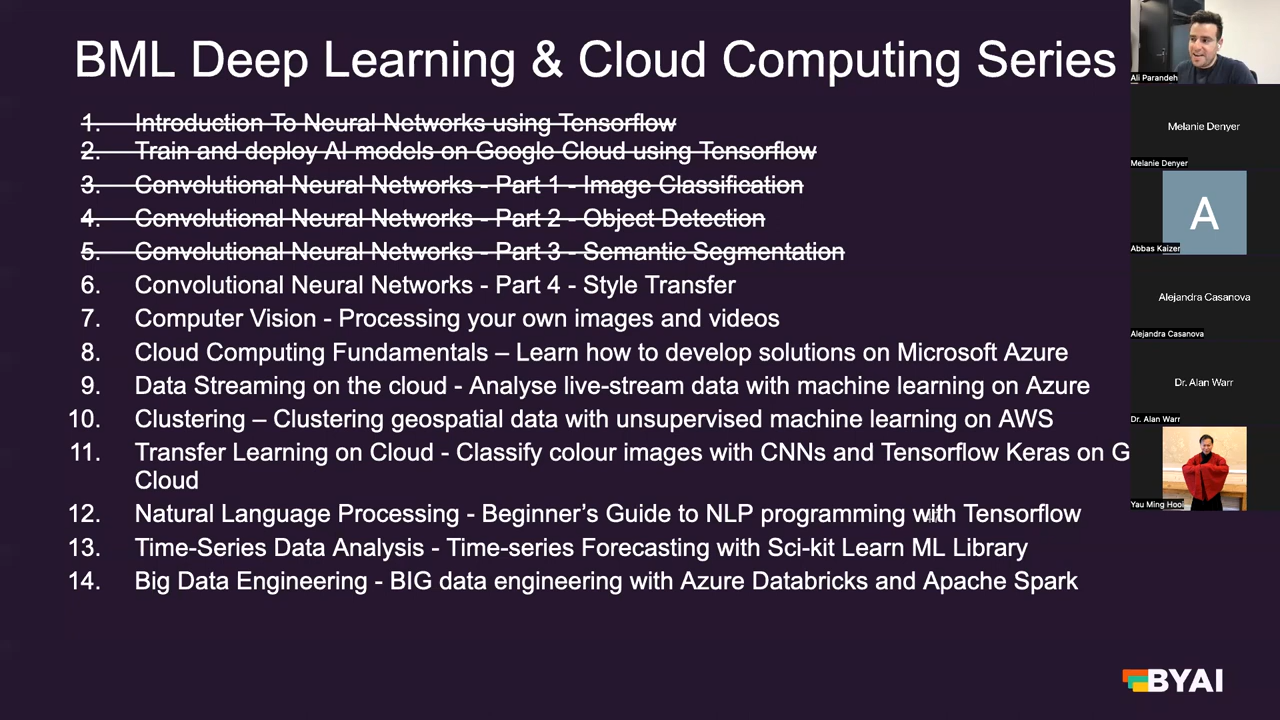 BML Deep Learning & Cloud Computing Series
1. Introduction To Neural Networks using Tensorflow
2. Train and deploy AI models on Google Cloud using Tensorflow
3. Convolutional Neural Networks - Part 1 - Image Classification
4. Convolutional Neural Networks - Part 2 - Object Detection
5. Convolutional Neural Networks - Part 3 - Semantic Segmentation
6. Convolutional Neural Networks - Part 4 - Style Transfer
7. Computer Vision - Processing your own images and videos
8. Cloud Computing Fundamentals – Learn how to develop solutions on Microsoft Azure
9. Data Streaming on the cloud - Analyse live-stream data with machine learning on Azure
10. Clustering – Clustering geospatial data with unsupervised machine learning on AWS
11. Transfer Learning on Cloud - Classify colour images with CNNs and Tensorflow Keras on G
Cloud
12. Natural Language Processing - Beginner’s Guide to NLP programming with Tensorflow
13. Time-Series Data Analysis - Time-series Forecasting with Sci-kit Learn ML Library
14. Big Data Engineering - BIG data engineering with Azure Databricks and Apache Spark
BYAI
Ali Parandeh
Melanie Denyer
Melanie Denyer
A
Abbas Kaizer
Alejandra Casanova
Alejandra Casanova
Dr. Alan Warr
Dr. Alan Warr
Yau Ming Hooi